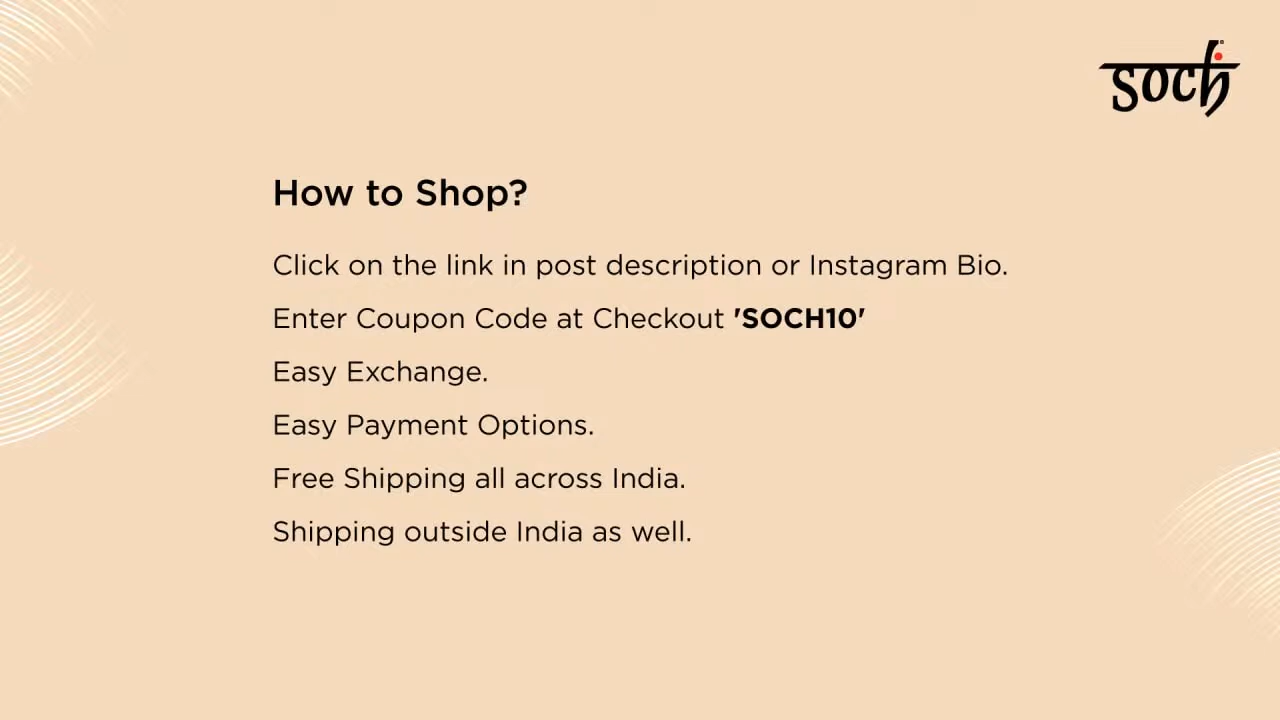 soch
How to Shop?
Click on the link in post description or Instagram Bio.
Enter Coupon Code at Checkout 'SOCH10'
Easy Exchange.
Easy Payment Options.
Free Shipping all across India.
Shipping outside India as well.